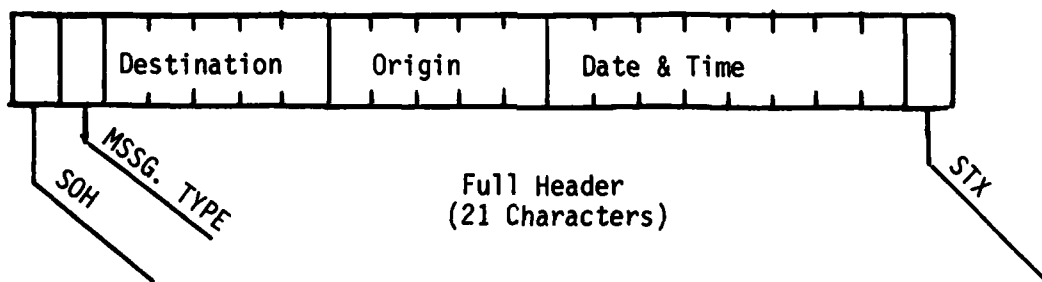 Destination Origin Date & Time
SOH
MSSG. TYPE
STX
Full Header
(21 Characters)